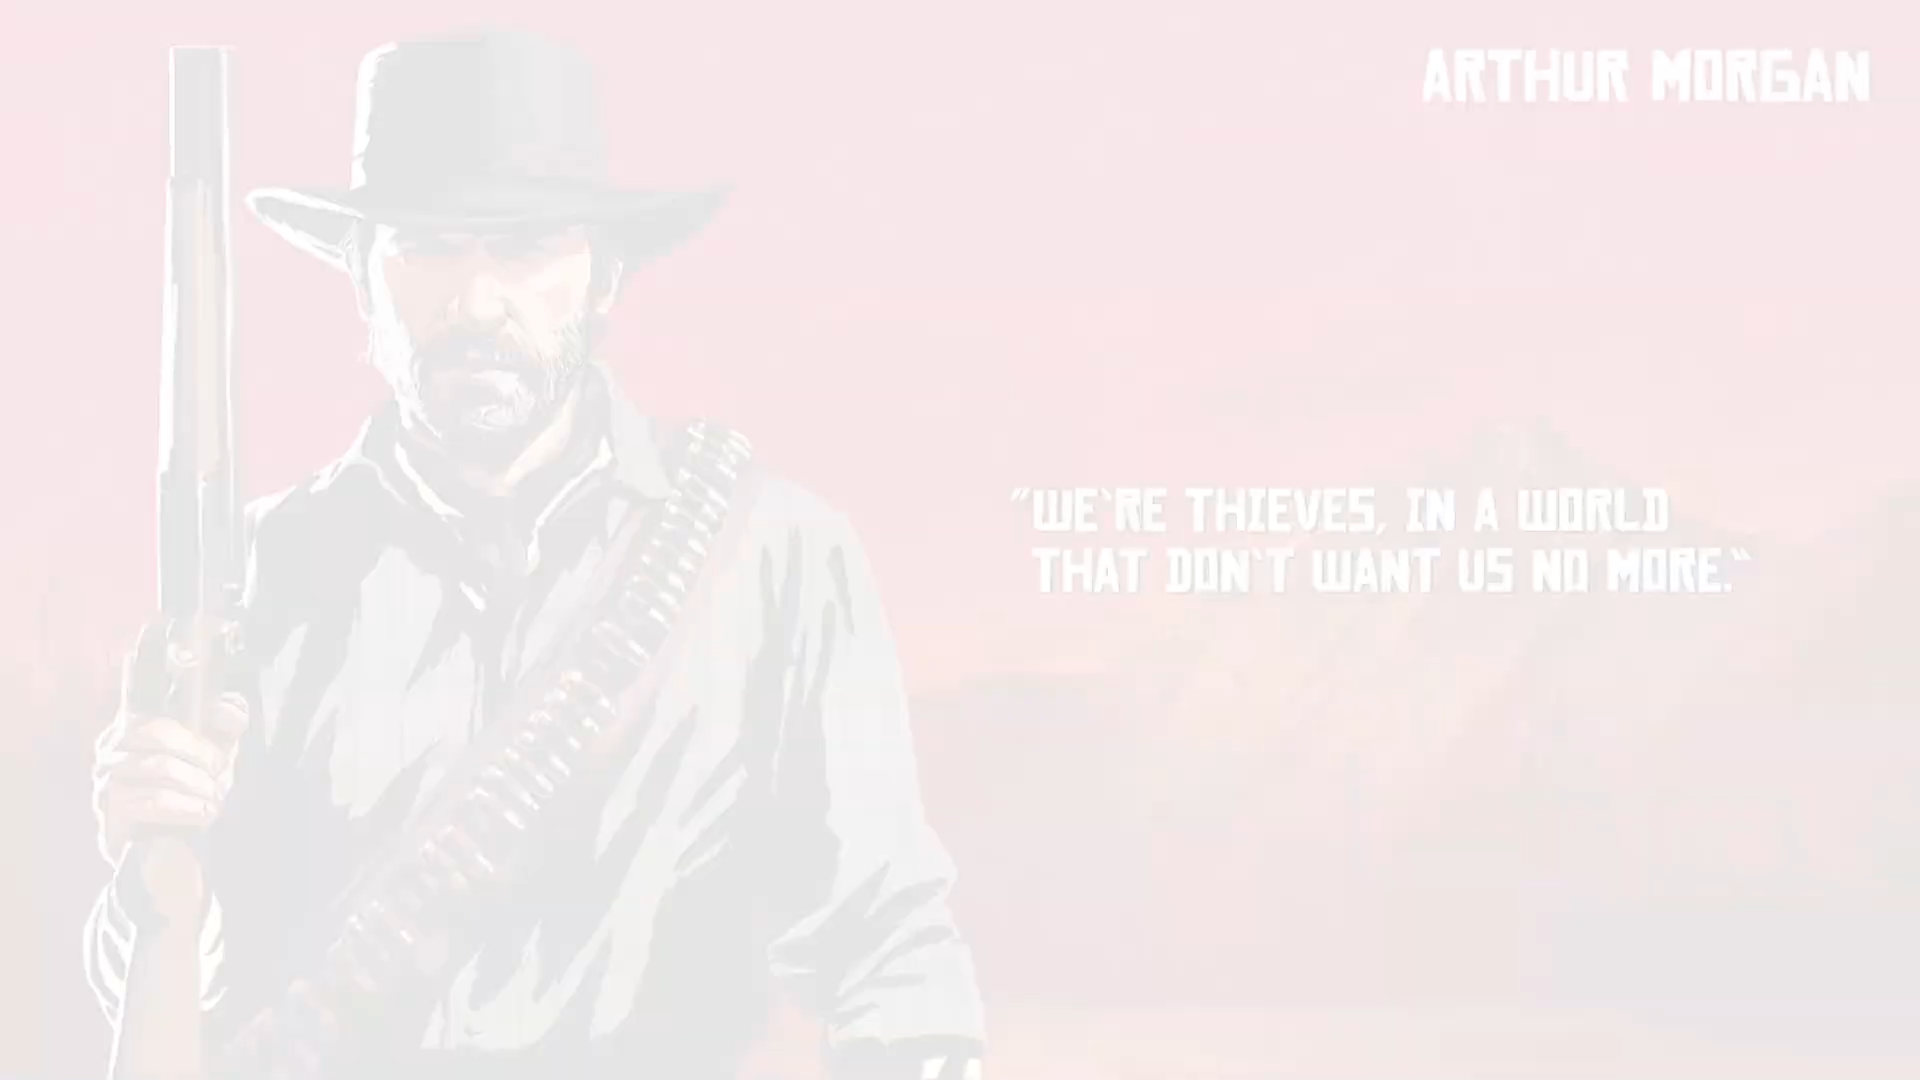 ARTHUR MORGAN
"WE'RE THIEVES, IN A WORLD
THAT DON'T WANT US NO MORE."